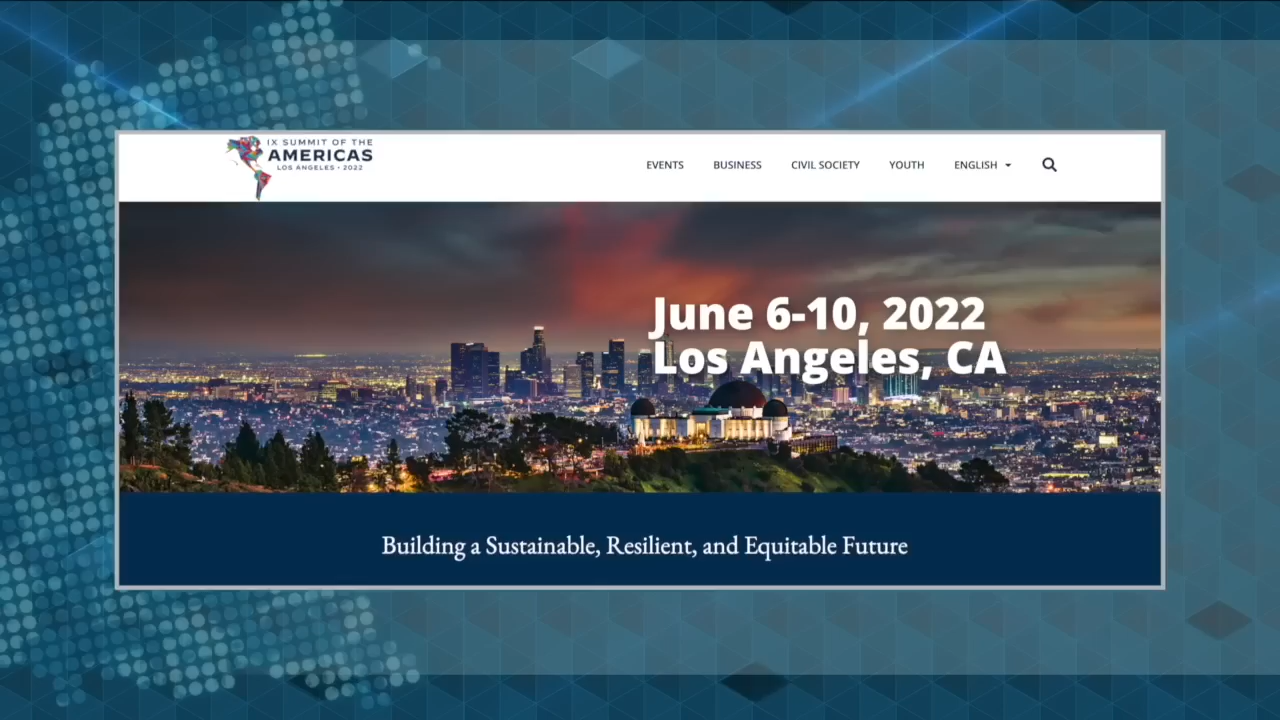 IX SUMMIT OF THE
AMERICAS
LOS ANGELES • 2022
EVENTS BUSINESS CIVIL SOCIETY YOUTH ENGLISH
June 6-10, 2022
Los Angeles, CA
Building a Sustainable, Resilient, and Equitable Future